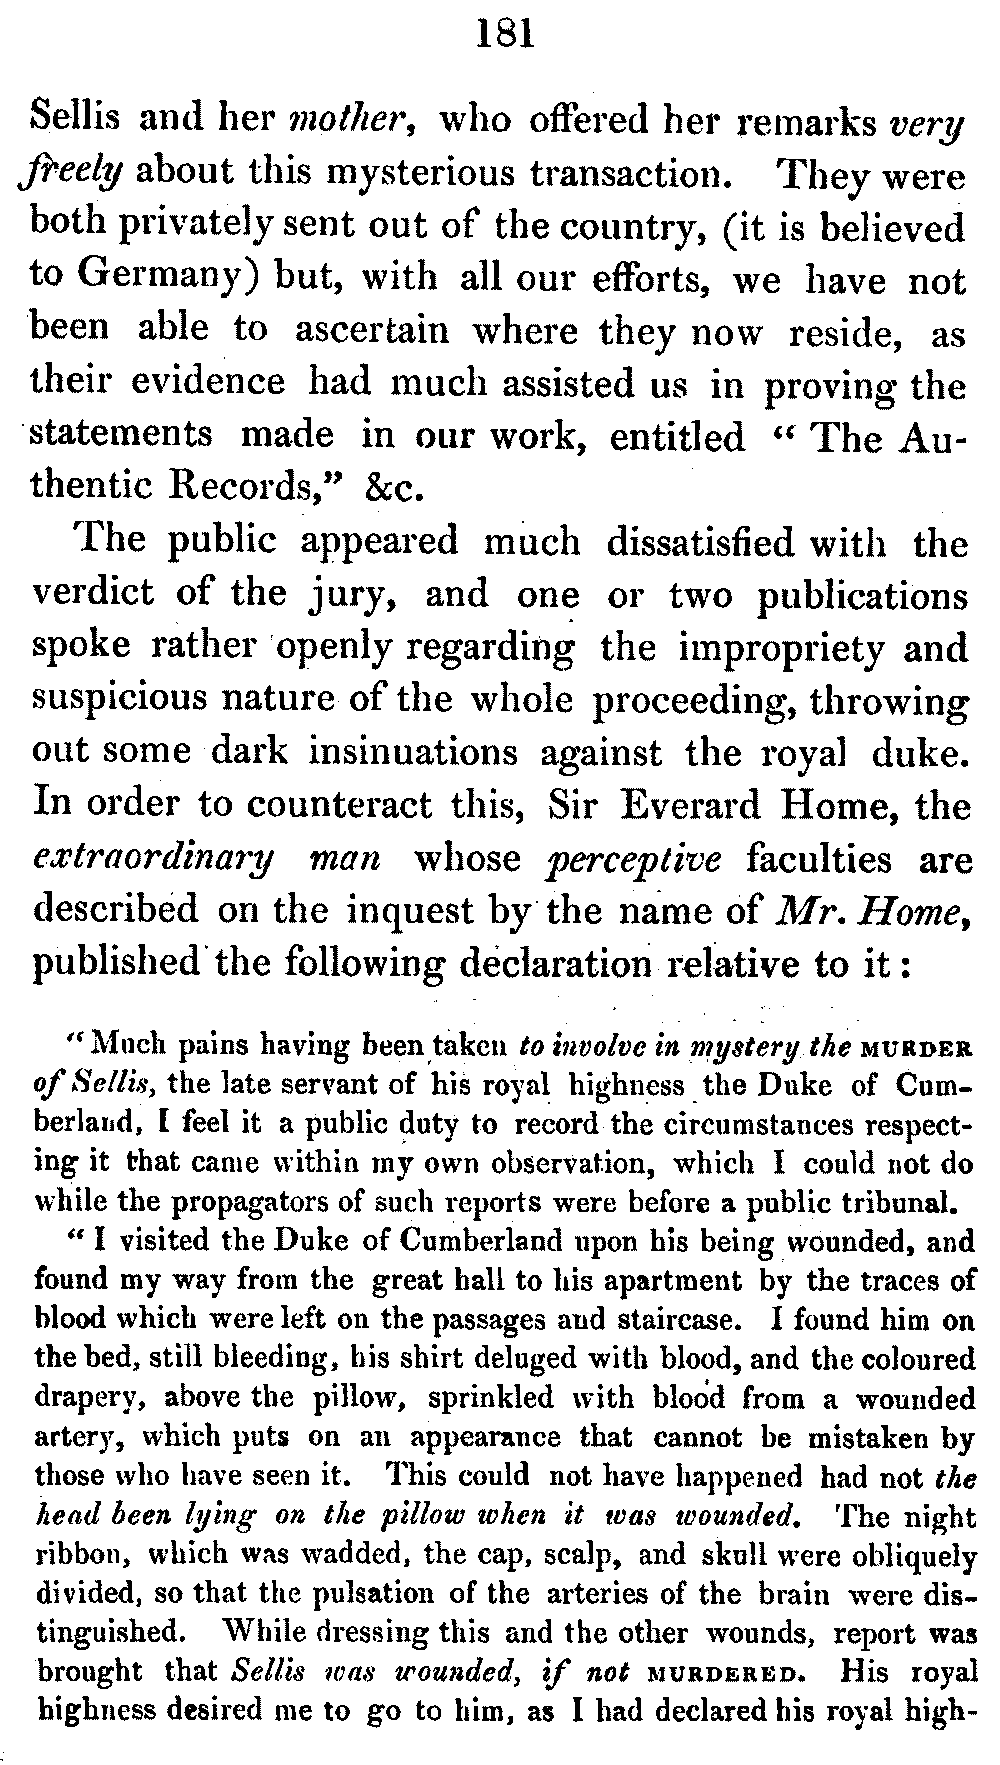 181
Sellis and her mother, who offered her remarks very
freely about this mysterious transaction. They were
both privately sent out of the country, (it is believed
to Germany) but, with all our efforts, we have not
been able to ascertain where they now reside, as
their evidence had much assisted us in proving the
statements made in our work, entitled “ The Au-
thentic Records,” &c.
The public appeared much dissatisfied with the
verdict of the jury, and one or two publications
spoke rather openly regarding the impropriety and
suspicious nature of the whole proceeding, throwing
out some dark insinuations against the royal duke.
In order to counteract this, Sir Everard Home, the
extraordinary man whose perceptive faculties are
described on the inquest by the name of Mr. Home,
published the following declaration relative to it :
“ Much pains having been taken to involve in mystery the MURDER
of Sellis, the late servant of his royal highness the Duke of Cum-
berland, I feel it a public duty to record the circumstances respect-
ing it that came within my own observation, which I could not do
while the propagators of such reports were before a public tribunal.
“ I visited the Duke of Cumberland upon his being wounded, and
found my way from the great hall to his apartment by the traces of
blood which were left on the passages and staircase. I found him on
the bed, still bleeding, his shirt deluged with blood, and the coloured
drapery, above the pillow, sprinkled with blood from a wounded
artery, which puts on an appearance that cannot be mistaken by
those who have seen it. This could not have happened had not the
head been lying on the pillow when it was wounded. The night
ribbon, which was wadded, the cap, scalp, and skull were obliquely
divided, so that the pulsation of the arteries of the brain were dis-
tinguished. While dressing this and the other wounds, report was
brought that Sellis was wounded, if not MURDERED. His royal
highness desired me to go to him, as I had declared his royal high-